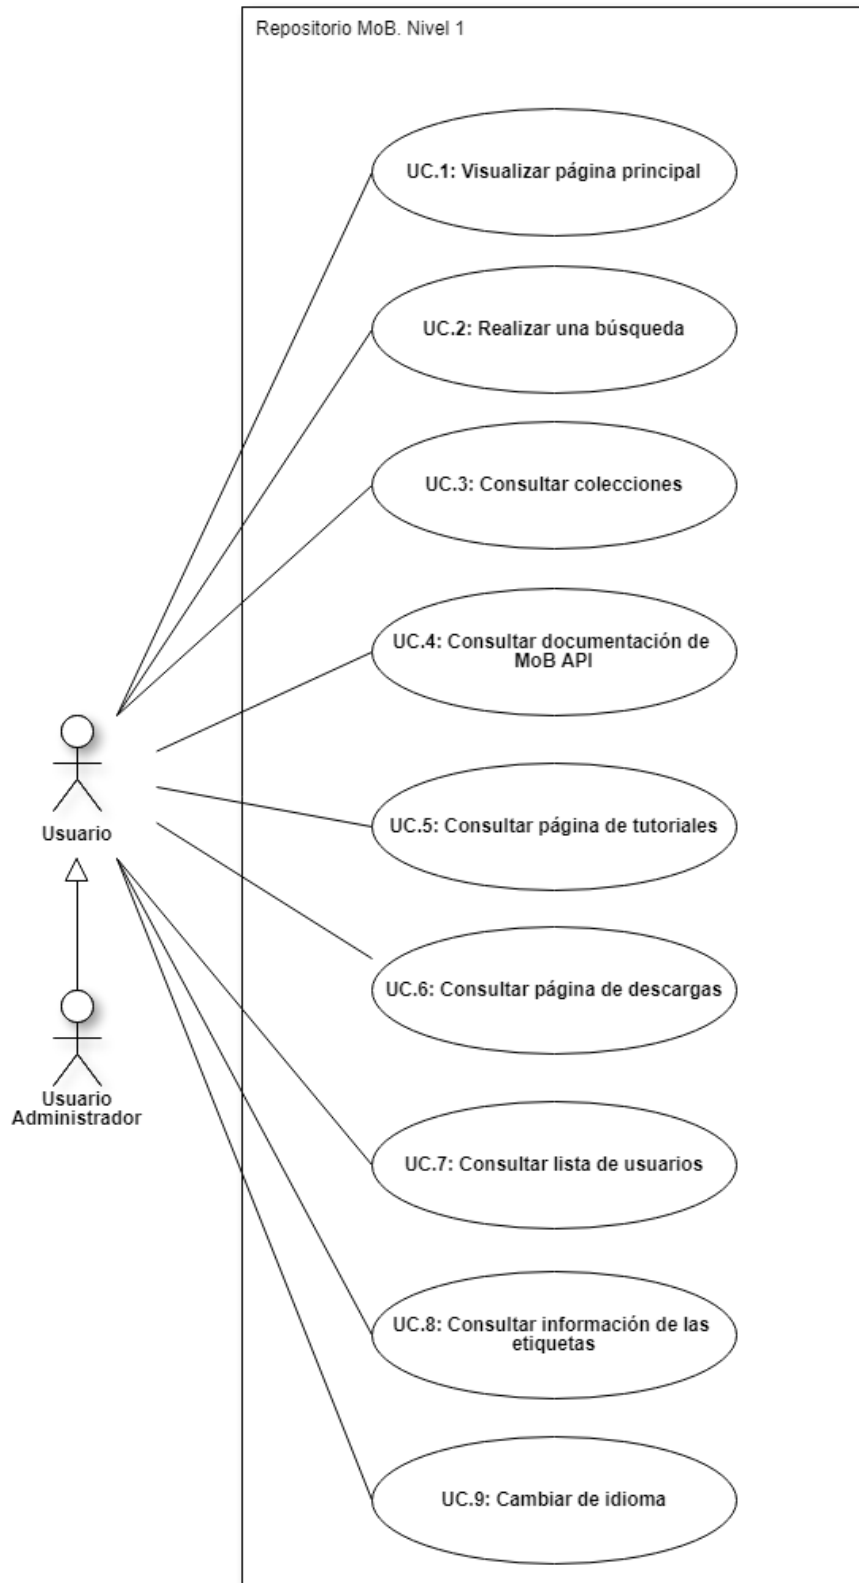 Repositorio MoB. Nivel 1
UC.1: Visualizar página principal
UC.2: Realizar una búsqueda
UC.3: Consultar colecciones
UC.4: Consultar documentación de
MoB API
UC.5: Consultar página de tutoriales
Usuario
UC.6: Consultar página de descargas
Usuario
Administrador
UC.7: Consultar lista de usuarios
UC.8: Consultar información de las
etiquetas
UC.9: Cambiar de idioma